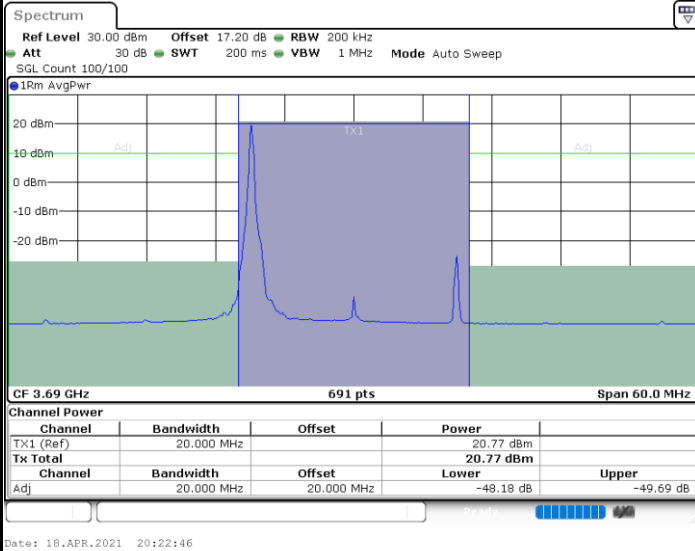 Spectrum
Ref Level 30.00 dBm Offset 17.20 dB RBW 200 kHz
Att 30 dB SWT 200 ms VBW 1 MHz Mode Auto Sweep
SGL Count 100/100
1Rm AvgPwr
TX1
20 dBm
Adj Adj
10 dBm
0 dBm
-10 dBm
-20 dBm
CF 3.69 GHz 691 pts Span 60.0 MHz
Channel Power
Channel Bandwidth Offset Power
TX1 (Ref) 20.000 MHz 20.77 dBm
Tx Total 20.77 dBm
Channel Bandwidth Offset Lower Upper
Adj 20.000 MHz 20.000 MHz -48.18 dB -49.69 dB
Ready
Date: 18.APR.2021 20:22:46